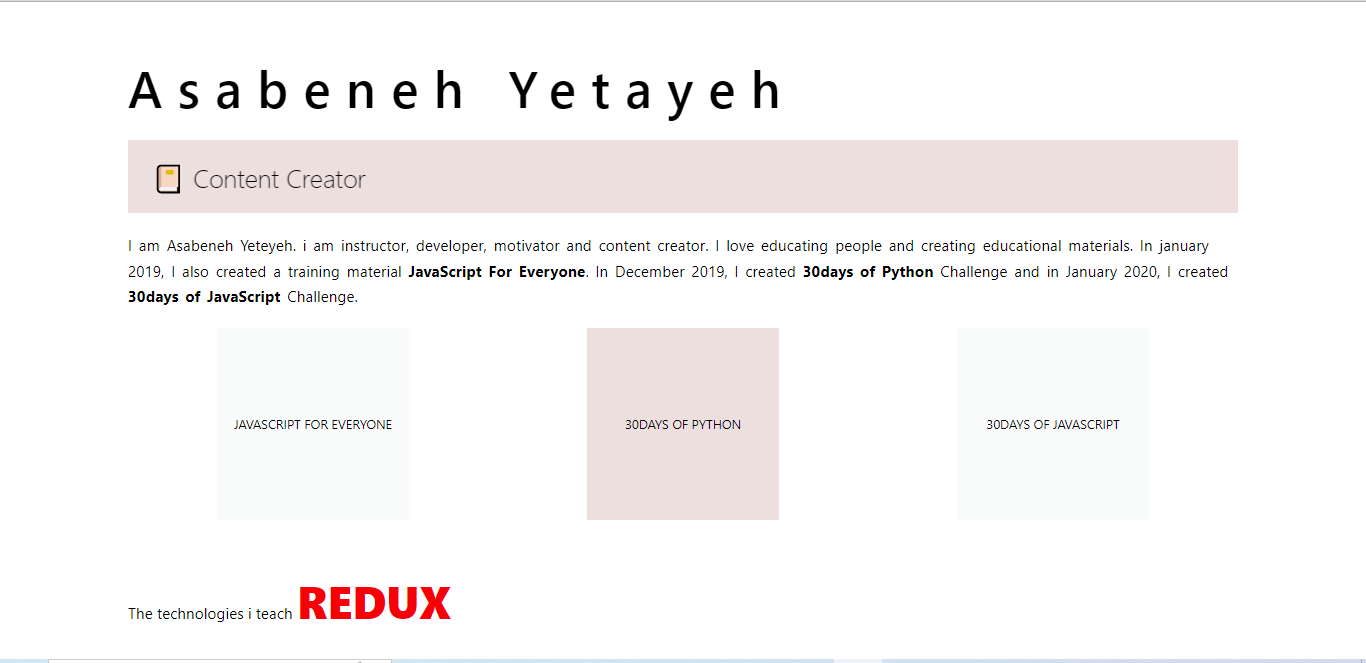 Asabeneh Yetayeh
Content Creator
I am Asabeneh Yeteyeh. i am instructor, developer, motivator and content creator. I love educating people and creating educational materials. In january
2019, I also created a training material JavaScript For Everyone. In December 2019, I created 30days of Python Challenge and in January 2020, I created
30days of JavaScript Challenge.
JAVASCRIPT FOR EVERYONE
30DAYS OF PYTHON
30DAYS OF JAVASCRIPT
The technologies i teach REDUX